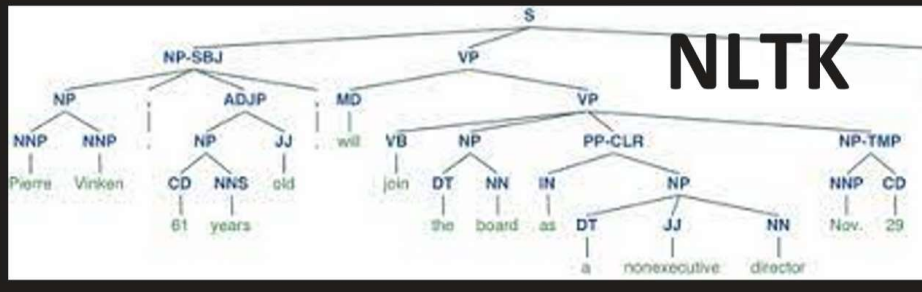 S
NP-SBJ VP NLTK
NP , ADJP , MD VP
NNP NNP , NP JJ , will VB NP PP-CLR NP-TMP
Pierre Vinken CD NNS old join DT NN IN NP NNP CD
61 years the board as DT JJ NN Nov. 29
a nonexecutive director